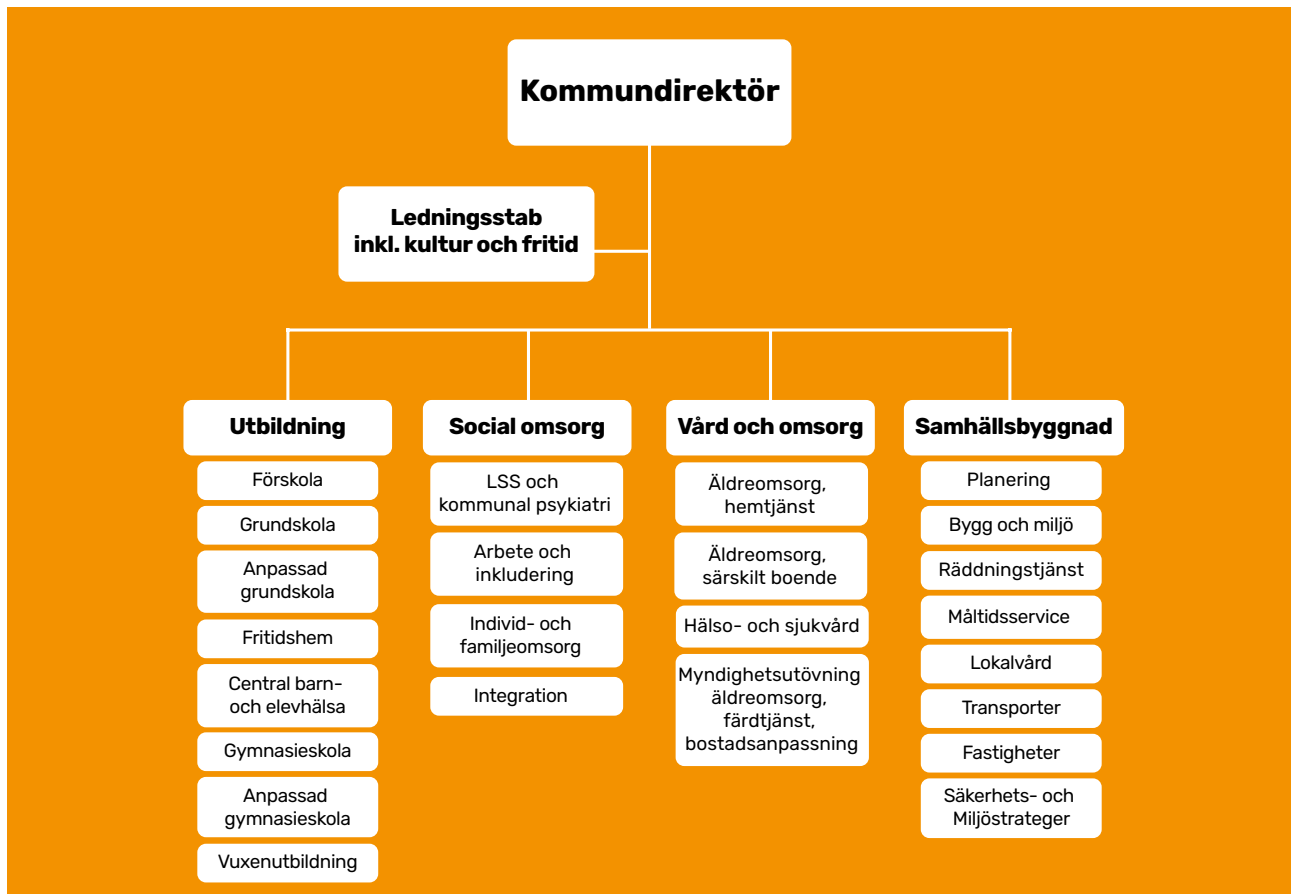 Kommundirektör
Ledningsstab
inkl. kultur och fritid
Utbildning
Förskola
Grundskola
Anpassad
grundskola
Fritidshem
Central barn-
och elevhälsa
Gymnasieskola
Anpassad
gymnasieskola
Vuxenutbildning
Social omsorg
LSS och
kommunal psykiatri
Arbete och
inkludering
Individ- och
familjeomsorg
Integration
Vård och omsorg
Äldreomsorg,
hemtjänst
Äldreomsorg,
särskilt boende
Hälso- och sjukvård
Myndighetsutövning
äldreomsorg,
färdtjänst,
bostadsanpassning
Samhällsbyggnad
Planering
Bygg och miljö
Räddningstjänst
Måltidsservice
Lokalvård
Transporter
Fastigheter
Säkerhets- och
Miljöstrateger